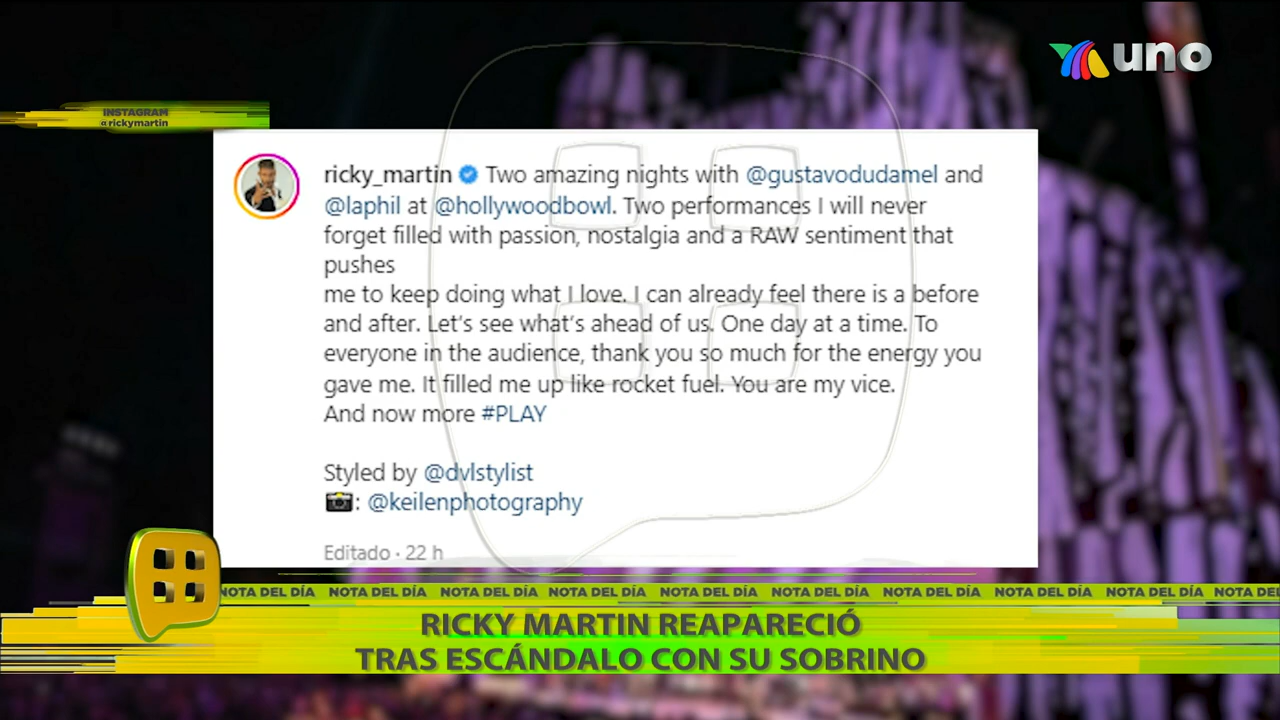 uno
INSTAGRAM
@rickymartin
ricky_martin Two amazing nights with @gustavodudamel and
@laphil at @hollywoodbowl. Two performances I will never
forget filled with passion, nostalgia and a RAW sentiment that
pushes
me to keep doing what I love. I can already feel there is a before
and after. Let's see what's ahead of us. One day at a time. To
everyone in the audience, thank you so much for the energy you
gave me. It filled me up like rocket fuel. You are my vice.
And now more #PLAY
Styled by @dvlstylist
📷: @keilenphotography
Editado · 22 h
NOTA DEL DÍA NOTA DEL DÍA NOTA DEL DÍA NOTA DEL DÍA NOTA DEL DÍA NOTA DEL DÍA NOTA DEL DÍA NOTA DEL DÍA NOTA DEL DÍA NOTA DEL
RICKY MARTIN REAPARECIÓ
TRAS ESCÁNDALO CON SU SOBRINO